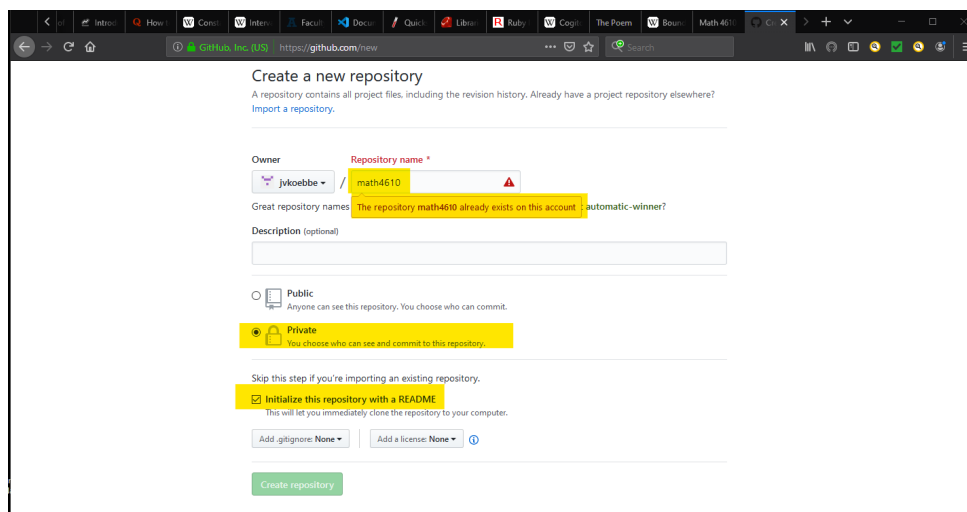 of
Introd
How t
Const
Interv
Facult
Docur
Quick
Librar
Ruby
Cogito
The Poem
Bound
Math 4610
GitHub, Inc. (US) https://github.com/new
Search
Create a new repository
A repository contains all project files, including the revision history. Already have a project repository elsewhere?
Import a repository.
Owner Repository name *
jvkoebbe / math4610
Great repository names The repository math4610 already exists on this account automatic-winner?
Description (optional)
Public
Anyone can see this repository. You choose who can commit.
Private
You choose who can see and commit to this repository.
Skip this step if you're importing an existing repository.
Initialize this repository with a README
This will let you immediately clone the repository to your computer.
Add .gitignore: None Add a license: None
Create repository